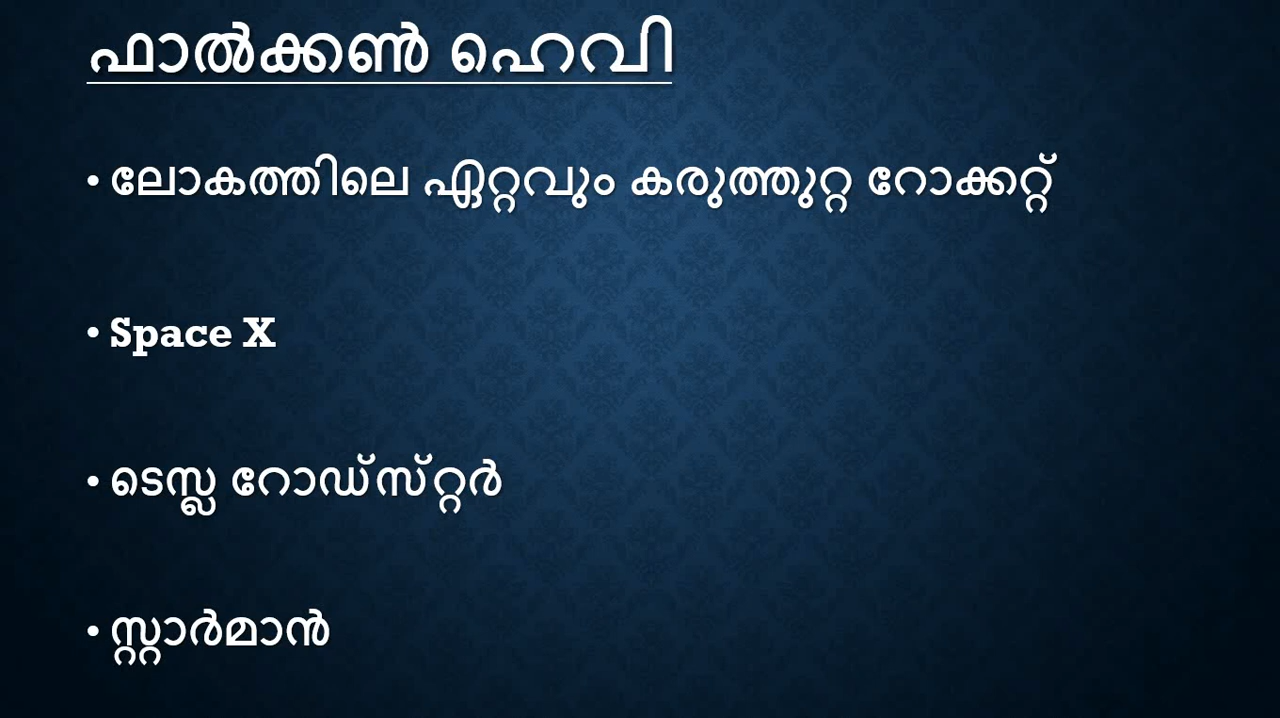 ഫാൽക്കൺ ഹെവി
• ലോകത്തിലെ ഏറ്റവും കരുത്തുറ്റ റോക്കറ്റ്
• Space X
• ടെസ്ല റോഡ്സ്റ്റർ
• സ്റ്റാർമാൻ